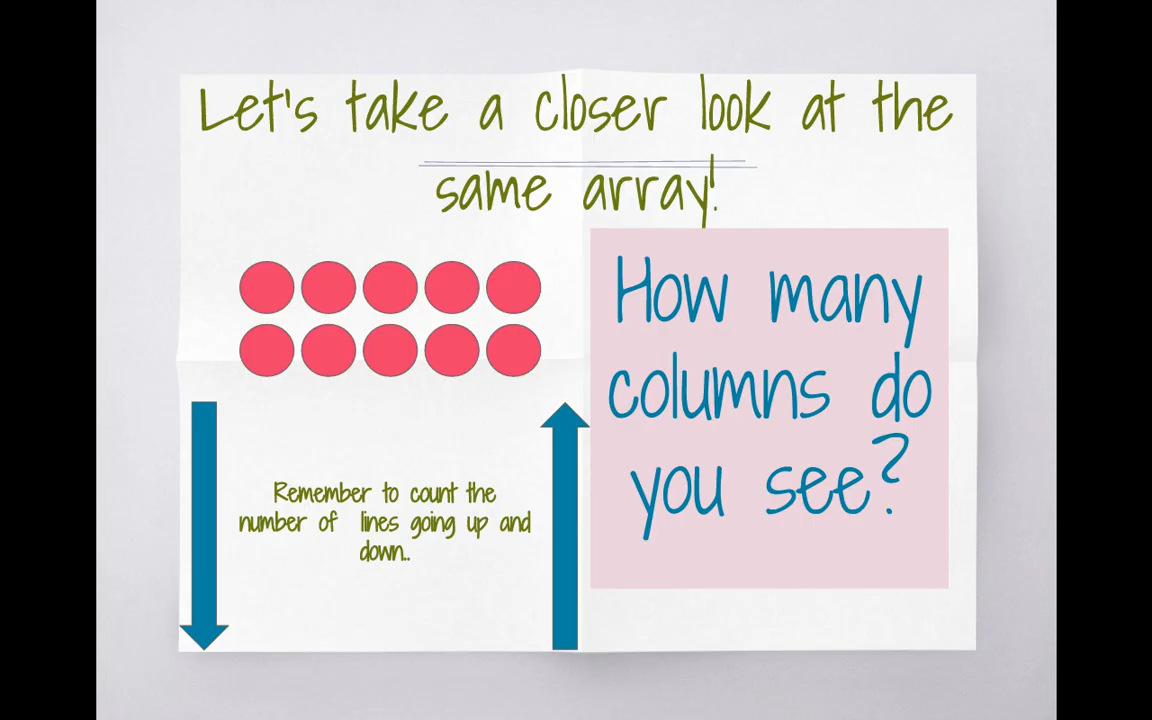 Let's take a closer look at the
same array!
How many
columns do
you see?
Remember to count the
number of lines going up and
down..